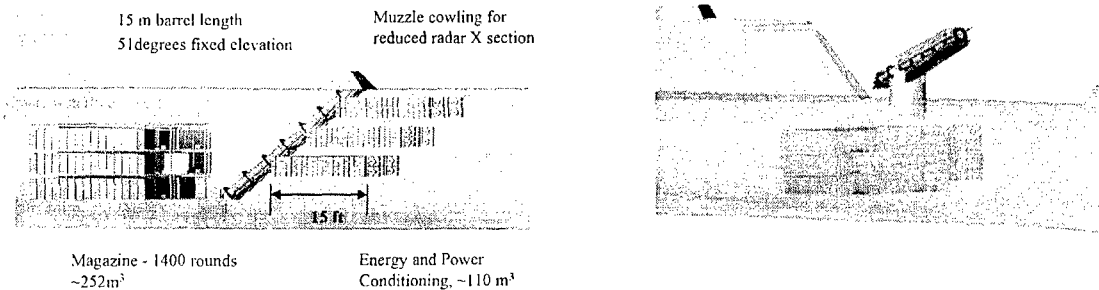 15 m barrel length
51degrees fixed elevation
Muzzle cowling for
reduced radar X section
15 ft
Magazine - 1400 rounds
~252m³
Energy and Power
Conditioning, ~110 m³